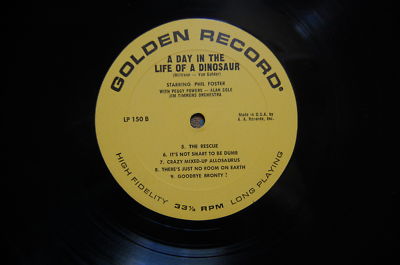 GOLDEN RECORD®
A DAY IN THE
LIFE OF A DINOSAUR
STARRING PHIL FOSTER
WITH PEGGY POWERS — ALAN COLE
JIM TIMMENS ORCHESTRA
LP 150 B
Made in U.S.A. by
A. A. Records, Inc.
5. THE RESCUE
6. IT'S NOT SMART TO BE DUMB
7. CRAZY MIXED-UP ALLOSAURUS
8. THERE'S JUST NO ROOM ON EARTH
9. GOODBYE BRONTY!
HIGH FIDELITY 33⅓ RPM LONG PLAYING